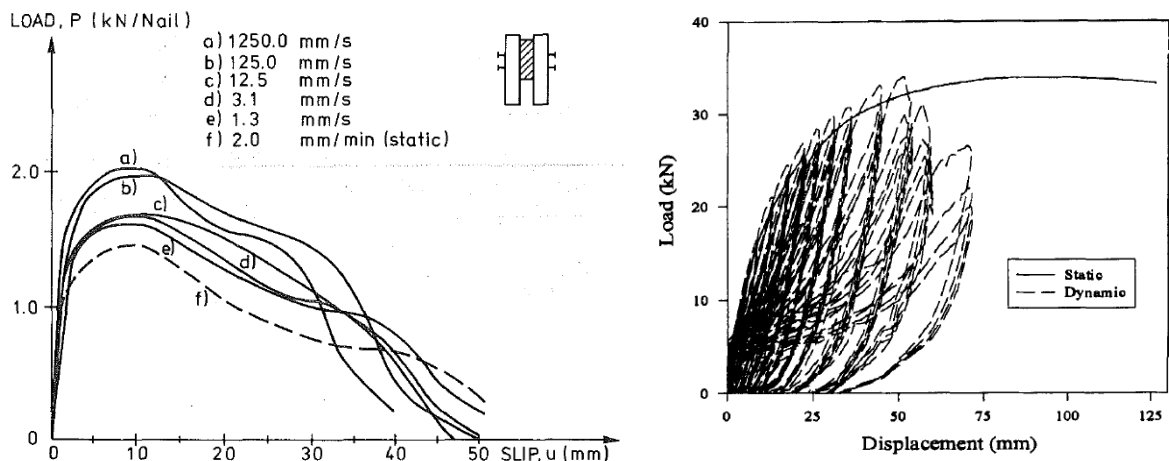 LOAD, P (kN/Nail)
a) 1250.0 mm/s
b) 125.0 mm/s
c) 12.5 mm/s
d) 3.1 mm/s
e) 1.3 mm/s
f) 2.0 mm/min (static)
2.0
1.0
0
a)
b)
c)
d)
e)
f)
0 10 20 30 40 50
SLIP, u (mm)
40
30
20
10
0
Load (kN)
Static
Dynamic
0 25 50 75 100 125
Displacement (mm)